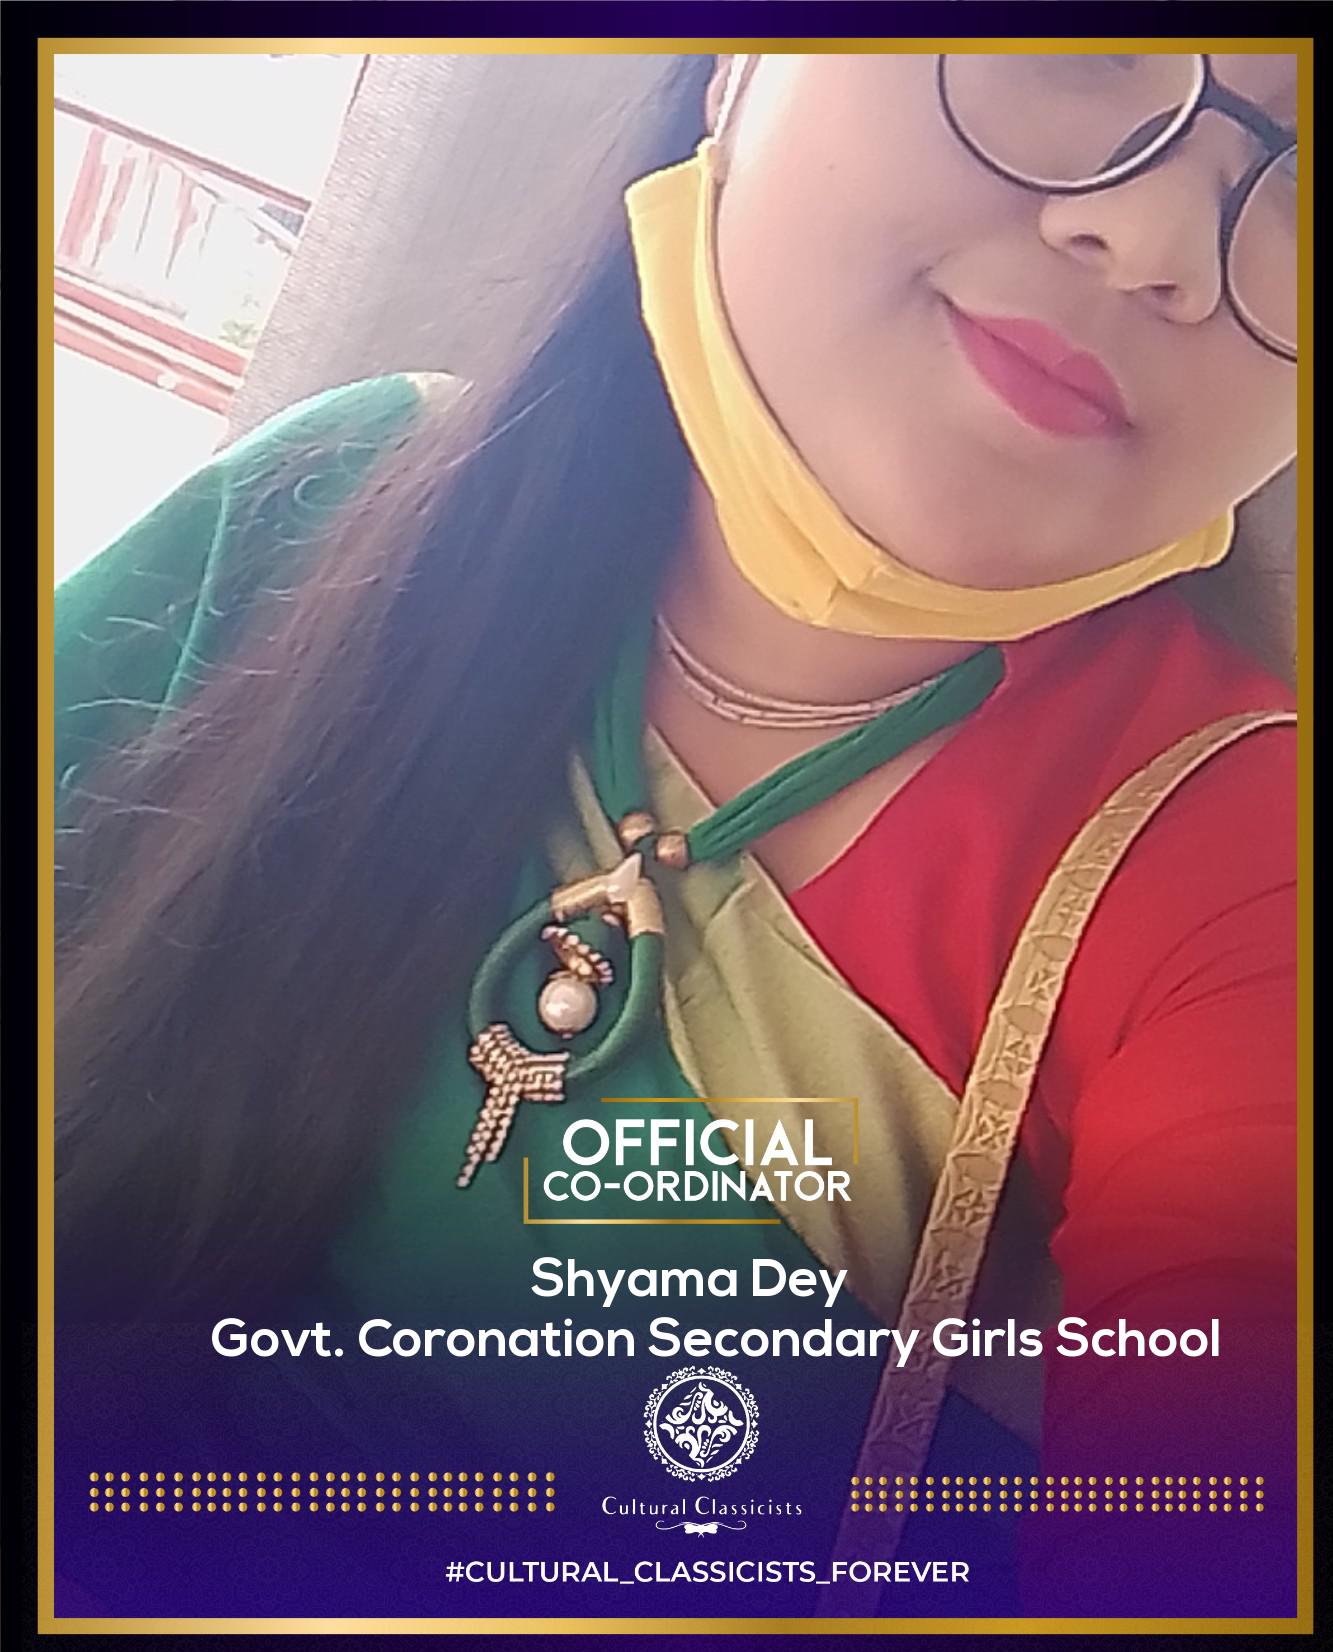 OFFICIAL
CO-ORDINATOR
Shyama Dey
Govt. Coronation Secondary Girls School
Cultural Classicists
#CULTURAL_CLASSICISTS_FOREVER